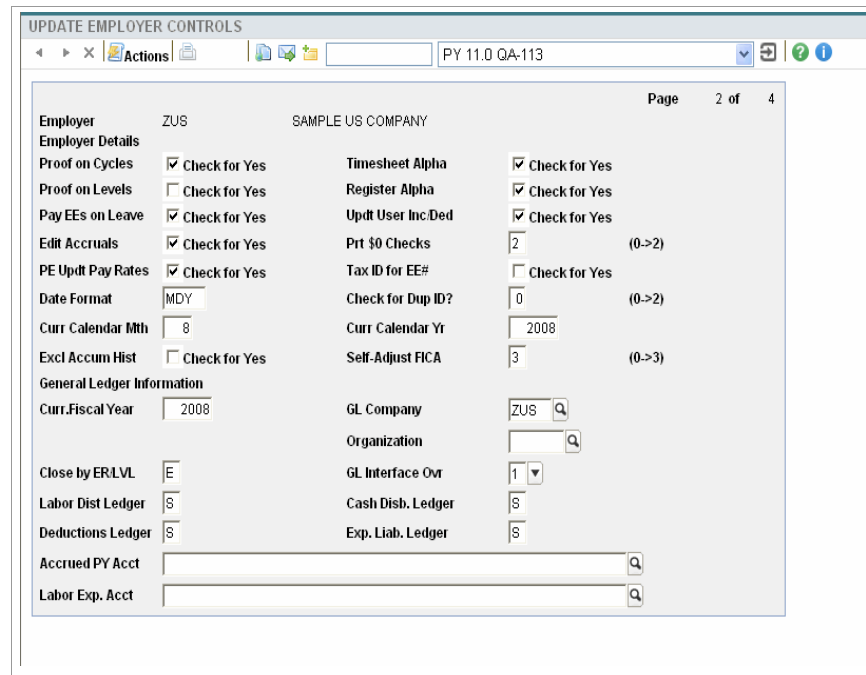 UPDATE EMPLOYER CONTROLS
Actions PY 11.0 QA-113
Page 2 of 4
Employer ZUS SAMPLE US COMPANY
Employer Details
Proof on Cycles Check for Yes Timesheet Alpha Check for Yes
Proof on Levels Check for Yes Register Alpha Check for Yes
Pay EEs on Leave Check for Yes Updt User Inc/Ded Check for Yes
Edit Accruals Check for Yes Prt $0 Checks 2 (0->2)
PE Updt Pay Rates Check for Yes Tax ID for EE# Check for Yes
Date Format MDY Check for Dup ID? 0 (0->2)
Curr Calendar Mth 8 Curr Calendar Yr 2008
Excl Accum Hist Check for Yes Self-Adjust FICA 3 (0->3)
General Ledger Information
Curr.Fiscal Year 2008 GL Company ZUS
Organization
Close by ER/LVL E GL Interface Ovr 1
Labor Dist Ledger S Cash Disb. Ledger S
Deductions Ledger S Exp. Liab. Ledger S
Accrued PY Acct
Labor Exp. Acct